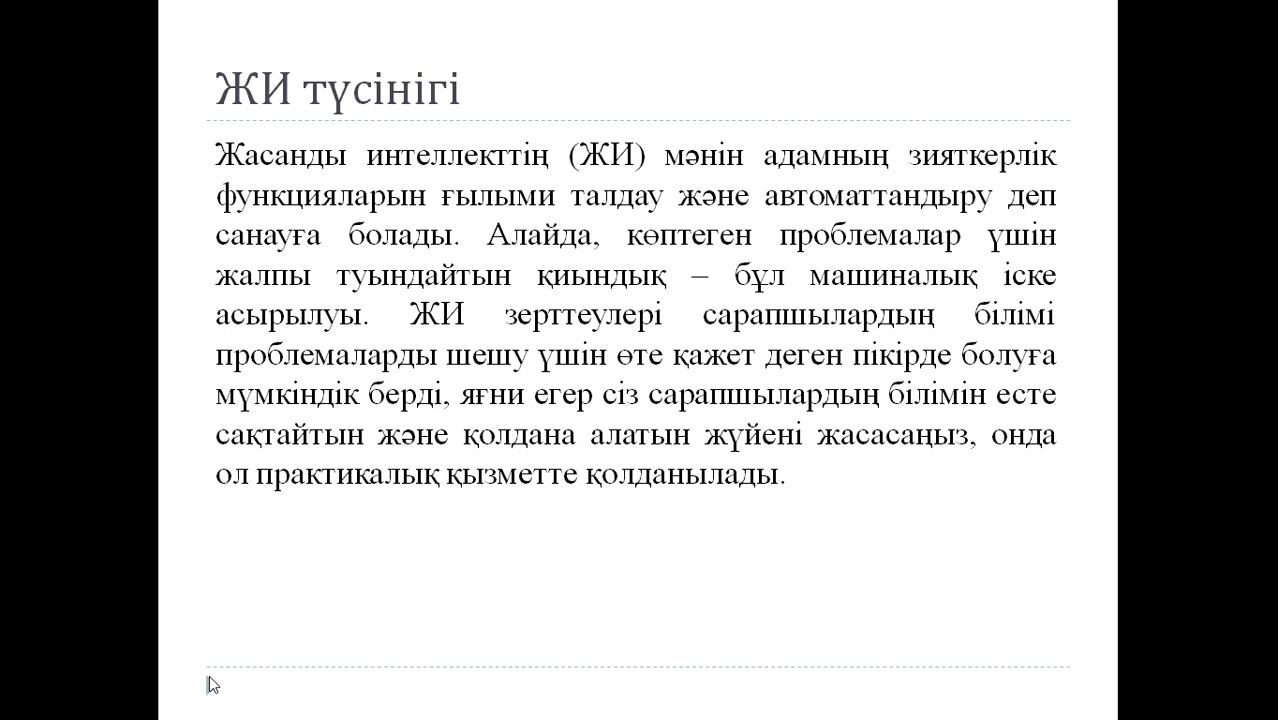 ЖИ түсінігі
Жасанды интеллекттің (ЖИ) мәнін адамның зияткерлік
функцияларын ғылыми талдау және автоматтандыру деп
санауға болады. Алайда, көптеген проблемалар үшін
жалпы туындайтын қиындық – бұл машиналық іске
асырылуы. ЖИ зерттеулері сарапшылардың білімі
проблемаларды шешу үшін өте қажет деген пікірде болуға
мүмкіндік берді, яғни егер сіз сарапшылардың білімін есте
сақтайтын және қолдана алатын жүйені жасасаңыз, онда
ол практикалық қызметте қолданылады.